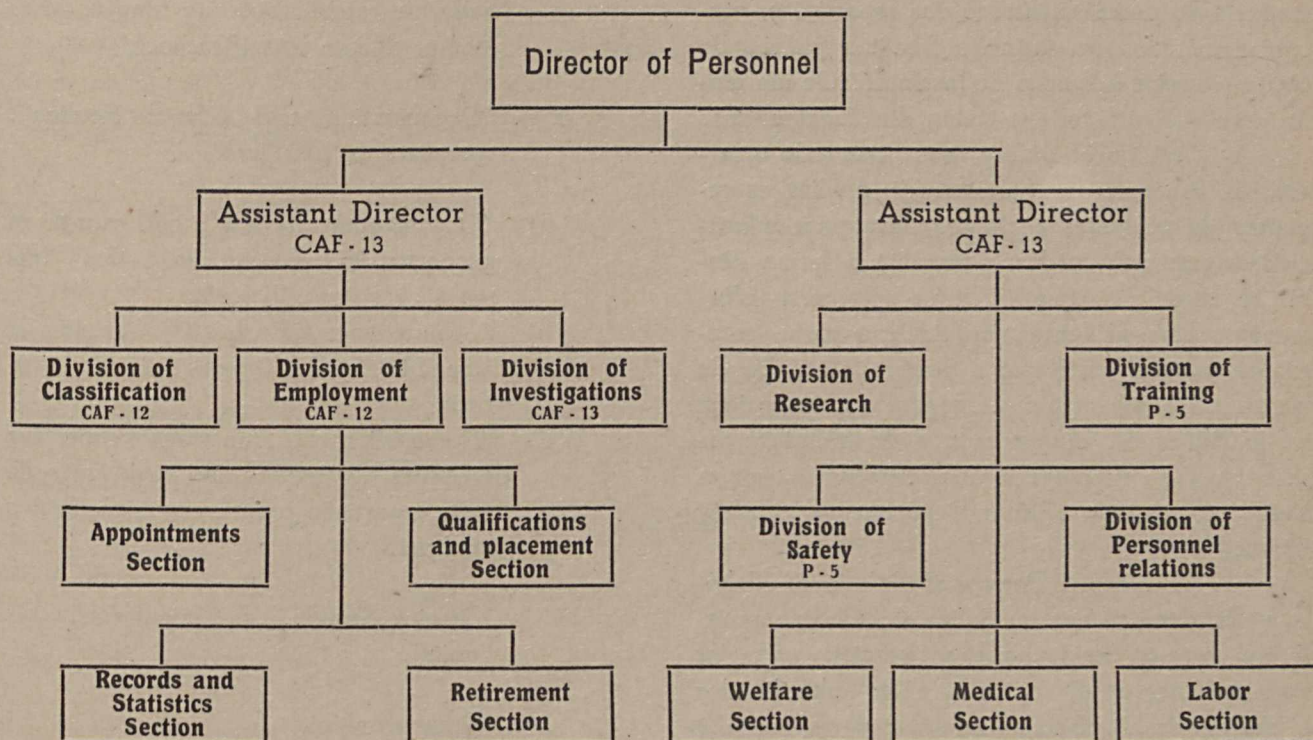 Director of Personnel
Assistant Director
CAF - 13
Assistant Director
CAF - 13
Division of
Classification
CAF - 12
Division of
Employment
CAF - 12
Division of
Investigations
CAF - 13
Division of
Research
Division of
Training
P - 5
Appointments
Section
Qualifications
and placement
Section
Division of
Safety
P - 5
Division of
Personnel
relations
Records and
Statistics
Section
Retirement
Section
Welfare
Section
Medical
Section
Labor
Section